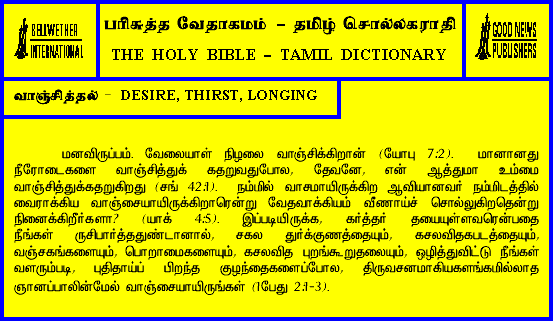 BELLWETHER
INTERNATIONAL
பரிசுத்த வேதாகமம் – தமிழ் சொல்லகராதி
THE HOLY BIBLE – TAMIL DICTIONARY
GOOD NEWS
PUBLISHERS
வாஞ்சித்தல் – DESIRE, THIRST, LONGING
மனவிருப்பம். வேலையாள் நிழலை வாஞ்சிக்கிறான் (யோபு 7:2). மானானது
நீரோடைகளை வாஞ்சித்துக் கதறுவதுபோல, தேவனே, என் ஆத்துமா உம்மை
வாஞ்சித்துக்கதறுகிறது (சங் 42:1). நம்மில் வாசமாயிருக்கிற ஆவியானவர் நம்மிடத்தில்
வைராக்கிய வாஞ்சையாயிருக்கிறாரென்று வேதவாக்கியம் வீணாய்ச் சொல்லுகிறதென்று
நினைக்கிறீர்களா? (யாக் 4:5). இப்படியிருக்க, கர்த்தர் தயையுள்ளவரென்பதை
நீங்கள் ருசிபார்த்ததுண்டானால், சகல துர்க்குணத்தையும், சகலவிதகபடத்தையும்,
வஞ்சகங்களையும், பொறாமைகளையும், சகலவித புறங்கூறுதலையும், ஒழித்துவிட்டு நீங்கள்
வளரும்படி, புதிதாய்ப் பிறந்த குழந்தைகளைப்போல, திருவசனமாகியகளங்கமில்லாத
ஞானப்பாலின்மேல் வாஞ்சையாயிருங்கள் (1பேது 2:1-3).